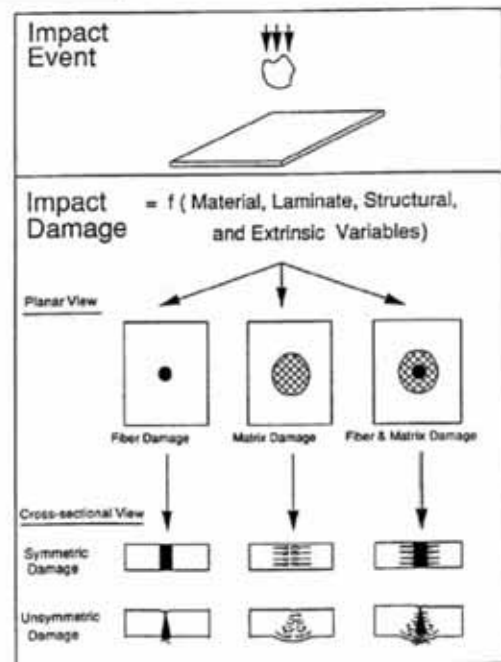 Impact
Event
Impact
Damage
= f ( Material, Laminate, Structural,
and Extrinsic Variables)
Planar View
Fiber Damage
Matrix Damage
Fiber & Matrix Damage
Cross-sectional View
Symmetric
Damage
Unsymmetric
Damage